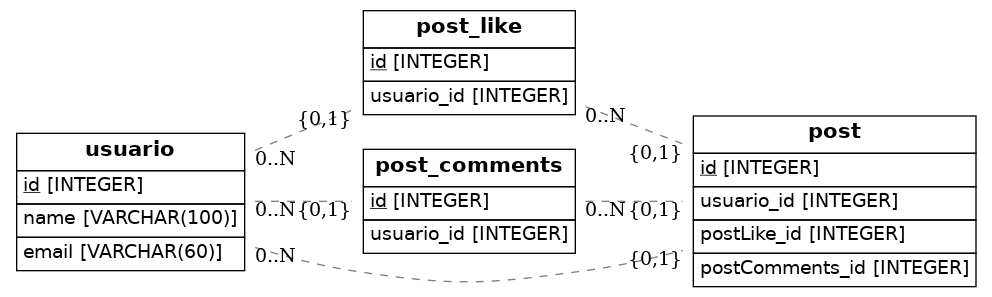 post_like
id [INTEGER]
usuario_id [INTEGER]
usuario
id [INTEGER]
name [VARCHAR(100)]
email [VARCHAR(60)]
post_comments
id [INTEGER]
usuario_id [INTEGER]
post
id [INTEGER]
usuario_id [INTEGER]
postLike_id [INTEGER]
postComments_id [INTEGER]
{0,1}
0..N
0..N
{0,1}
0..N
{0,1}
0..N
{0,1}
0..N
{0,1}